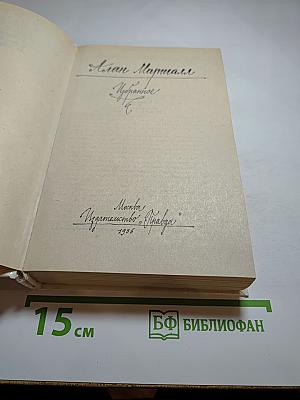 Алан Маршалл
Избранное
Москва
Издательство „Правда"
1986
15 см
БФ БИБЛИОФАН